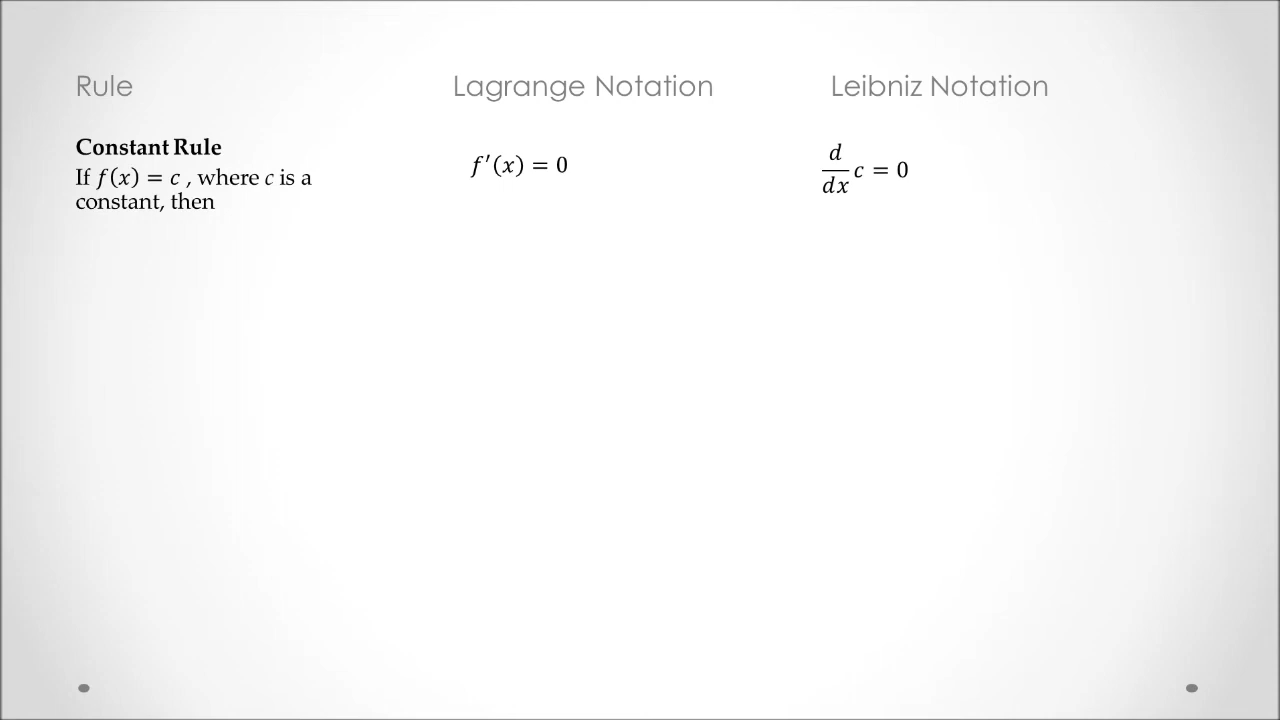 Rule
Lagrange Notation
Leibniz Notation
Constant Rule
If f(x) = c , where c is a
constant, then
f′(x) = 0
d
dx
c = 0